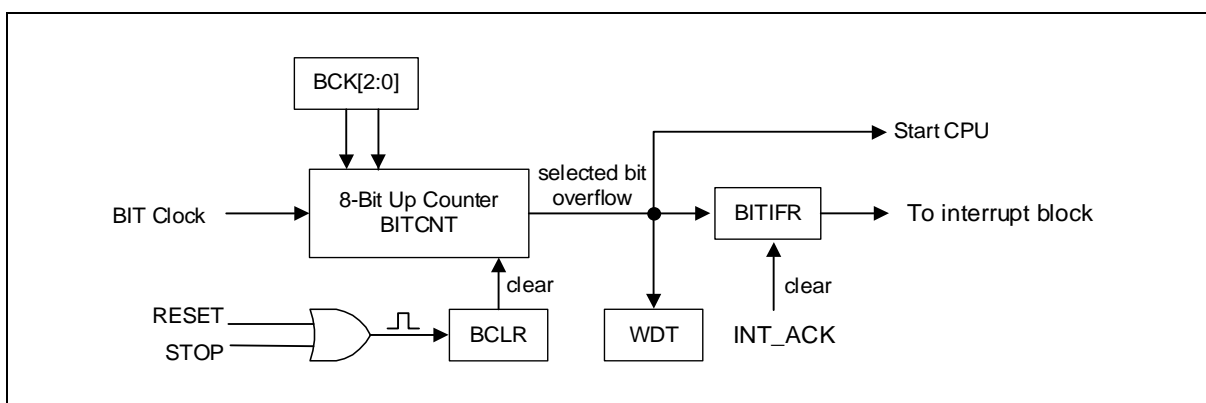 BCK[2:0]
Start CPU
selected bit
overflow
8-Bit Up Counter
BITCNT
BIT Clock
BITIFR
To interrupt block
clear
clear
RESET
STOP
BCLR
WDT
INT_ACK